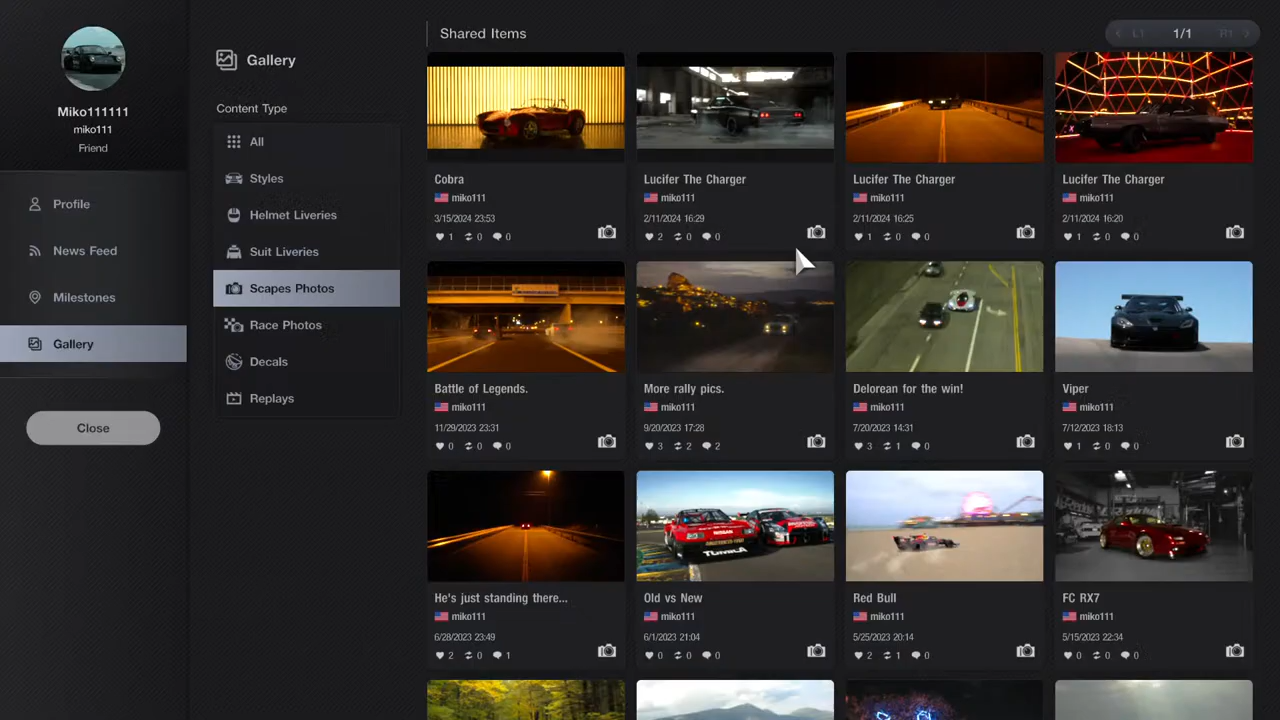 Miko111111
miko111
Friend
Profile
News Feed
Milestones
Gallery
Close
Gallery
Content Type
All
Styles
Helmet Liveries
Suit Liveries
Scapes Photos
Race Photos
Decals
Replays
Shared Items
L1 1/1 R1
Cobra
miko111
3/15/2024 23:53
1 0 0
Lucifer The Charger
miko111
2/11/2024 16:29
2 0 0
Lucifer The Charger
miko111
2/11/2024 16:25
1 0 0
Lucifer The Charger
miko111
2/11/2024 16:20
1 0 0
Battle of Legends.
miko111
11/29/2023 23:31
0 0 0
More rally pics.
miko111
9/20/2023 17:28
3 2 2
Delorean for the win!
miko111
7/20/2023 14:31
3 1 0
Viper
miko111
7/12/2023 18:13
1 0 0
He's just standing there...
miko111
6/28/2023 23:49
2 0 1
NISSAN
TOMICA
Old vs New
miko111
6/1/2023 21:04
0 0 0
Red Bull
miko111
5/25/2023 20:14
2 1 0
FC RX7
miko111
5/15/2023 22:34
0 0 0